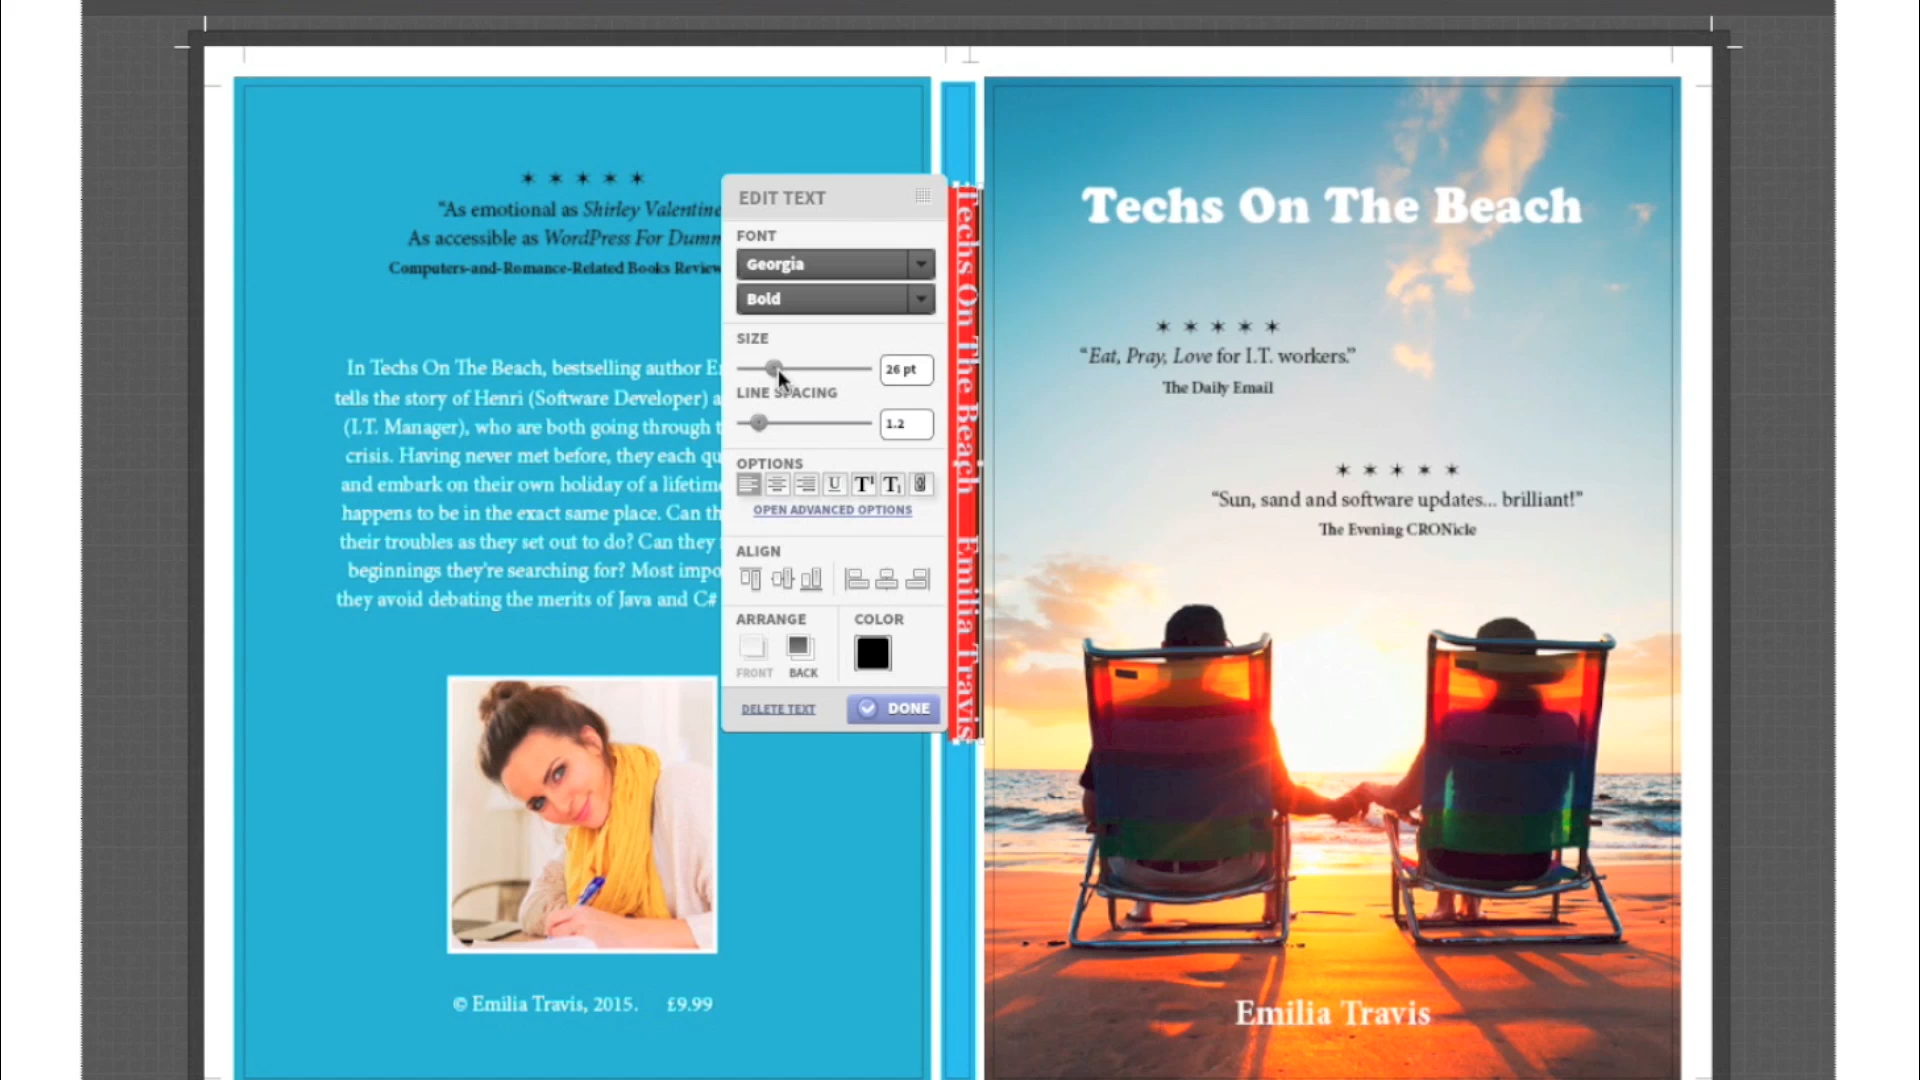 "As emotional as Shirley Valentine
As accessible as WordPress For Dumm
Computers-and-Romance-Related Books Review
In Techs On The Beach, bestselling author E
tells the story of Henri (Software Developer) a
(I.T. Manager), who are both going through t
crisis. Having never met before, they each qu
and embark on their own holiday of a lifetime
happens to be in the exact same place. Can th
their troubles as they set out to do? Can they
beginnings they're searching for? Most impo
they avoid debating the merits of Java and C#
© Emilia Travis, 2015. £9.99
EDIT TEXT
FONT
Georgia
Bold
SIZE
26 pt
LINE SPACING
1.2
OPTIONS
U T¹ T₁
OPEN ADVANCED OPTIONS
ALIGN
ARRANGE
COLOR
FRONT
BACK
DELETE TEXT
DONE
Techs On The Beach Emilia Travis
Techs On The Beach
"Eat, Pray, Love for I.T. workers."
The Daily Email
"Sun, sand and software updates... brilliant!"
The Evening CRONicle
Emilia Travis